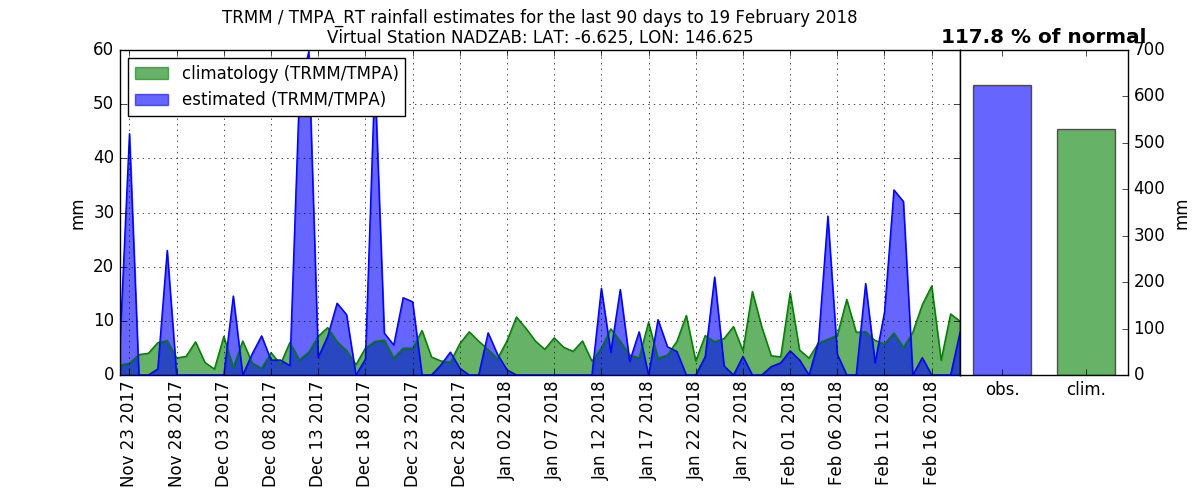 TRMM / TMPA_RT rainfall estimates for the last 90 days to 19 February 2018
Virtual Station NADZAB: LAT: -6.625, LON: 146.625
117.8 % of normal
climatology (TRMM/TMPA)
estimated (TRMM/TMPA)
60
50
40
30
20
10
0
mm
Nov 23 2017
Nov 28 2017
Dec 03 2017
Dec 08 2017
Dec 13 2017
Dec 18 2017
Dec 23 2017
Dec 28 2017
Jan 02 2018
Jan 07 2018
Jan 12 2018
Jan 17 2018
Jan 22 2018
Jan 27 2018
Feb 01 2018
Feb 06 2018
Feb 11 2018
Feb 16 2018
700
600
500
400
300
200
100
0
mm
obs.
clim.